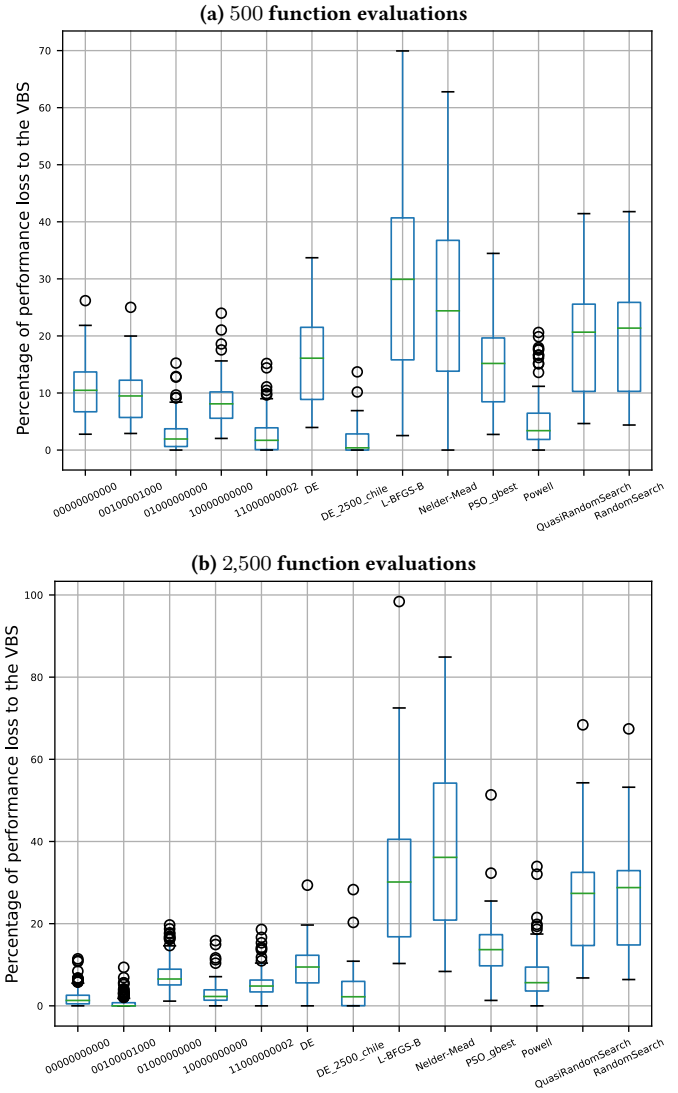 (a) 500 function evaluations
Percentage of performance loss to the VBS
70
60
50
40
30
20
10
0
00000000000
00100001000
01000000000
10000000000
11000000002
DE
DE_2500_chile
L-BFGS-B
Nelder-Mead
PSO_gbest
Powell
QuasiRandomSearch
RandomSearch
(b) 2,500 function evaluations
Percentage of performance loss to the VBS
100
80
60
40
20
0
00000000000
00100001000
01000000000
10000000000
11000000002
DE
DE_2500_chile
L-BFGS-B
Nelder-Mead
PSO_gbest
Powell
QuasiRandomSearch
RandomSearch